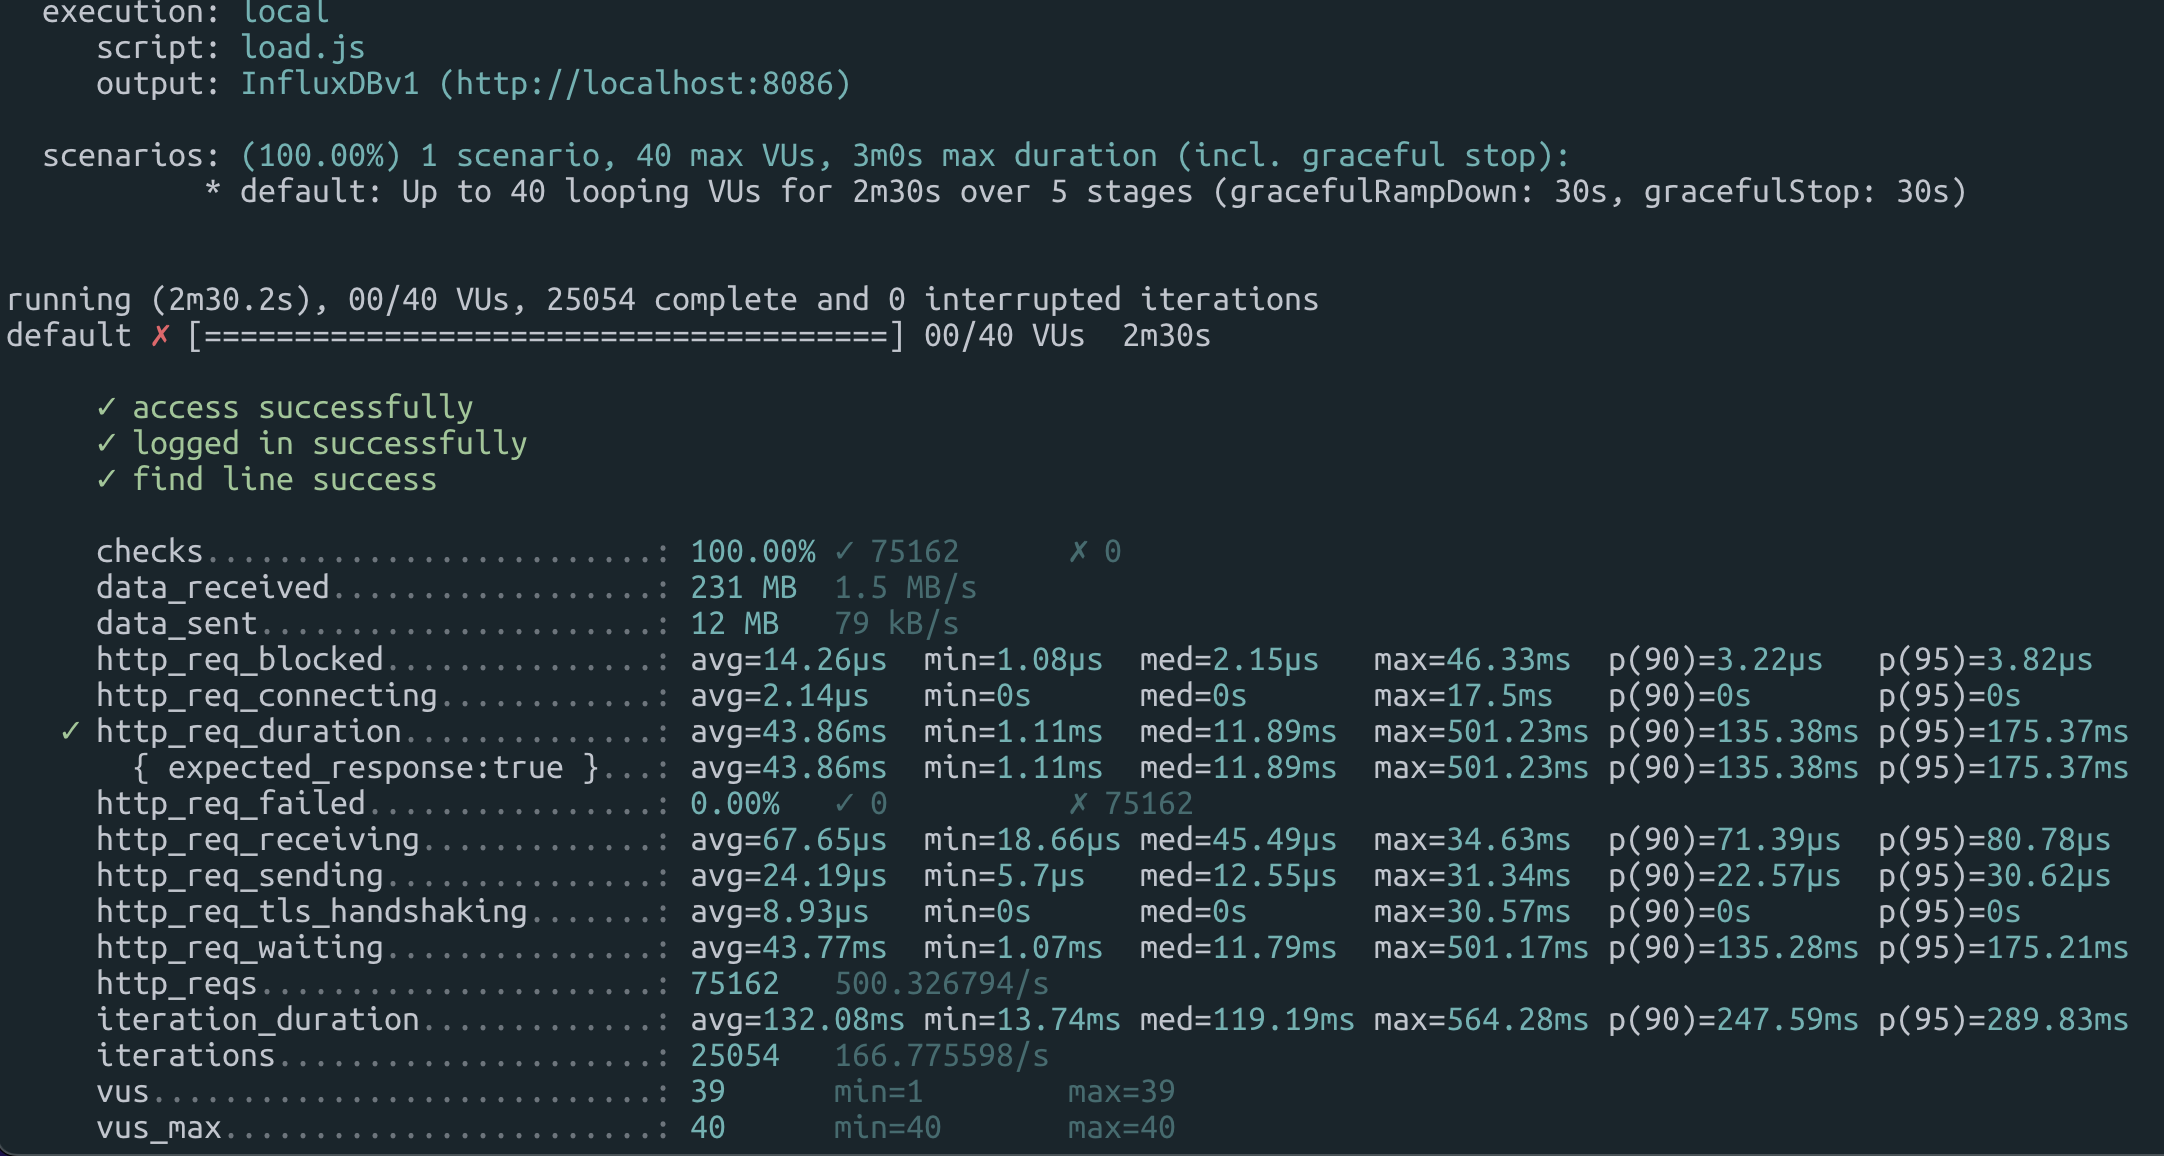 execution: local
script: load.js
output: InfluxDBv1 (http://localhost:8086)
scenarios: (100.00%) 1 scenario, 40 max VUs, 3m0s max duration (incl. graceful stop):
* default: Up to 40 looping VUs for 2m30s over 5 stages (gracefulRampDown: 30s, gracefulStop: 30s)
running (2m30.2s), 00/40 VUs, 25054 complete and 0 interrupted iterations
default ✗ [======================================] 00/40 VUs  2m30s
✓ access successfully
✓ logged in successfully
✓ find line success
checks.........................: 100.00% ✓ 75162      ✗ 0
data_received..................: 231 MB  1.5 MB/s
data_sent......................: 12 MB   79 kB/s
http_req_blocked...............: avg=14.26µs  min=1.08µs  med=2.15µs   max=46.33ms  p(90)=3.22µs   p(95)=3.82µs
http_req_connecting............: avg=2.14µs   min=0s      med=0s       max=17.5ms   p(90)=0s       p(95)=0s
✓ http_req_duration..............: avg=43.86ms  min=1.11ms  med=11.89ms  max=501.23ms p(90)=135.38ms p(95)=175.37ms
{ expected_response:true }...: avg=43.86ms  min=1.11ms  med=11.89ms  max=501.23ms p(90)=135.38ms p(95)=175.37ms
http_req_failed................: 0.00%   ✓ 0          ✗ 75162
http_req_receiving.............: avg=67.65µs  min=18.66µs med=45.49µs  max=34.63ms  p(90)=71.39µs  p(95)=80.78µs
http_req_sending...............: avg=24.19µs  min=5.7µs   med=12.55µs  max=31.34ms  p(90)=22.57µs  p(95)=30.62µs
http_req_tls_handshaking.......: avg=8.93µs   min=0s      med=0s       max=30.57ms  p(90)=0s       p(95)=0s
http_req_waiting...............: avg=43.77ms  min=1.07ms  med=11.79ms  max=501.17ms p(90)=135.28ms p(95)=175.21ms
http_reqs......................: 75162   500.326794/s
iteration_duration.............: avg=132.08ms min=13.74ms med=119.19ms max=564.28ms p(90)=247.59ms p(95)=289.83ms
iterations.....................: 25054   166.775598/s
vus............................: 39      min=1        max=39
vus_max........................: 40      min=40       max=40